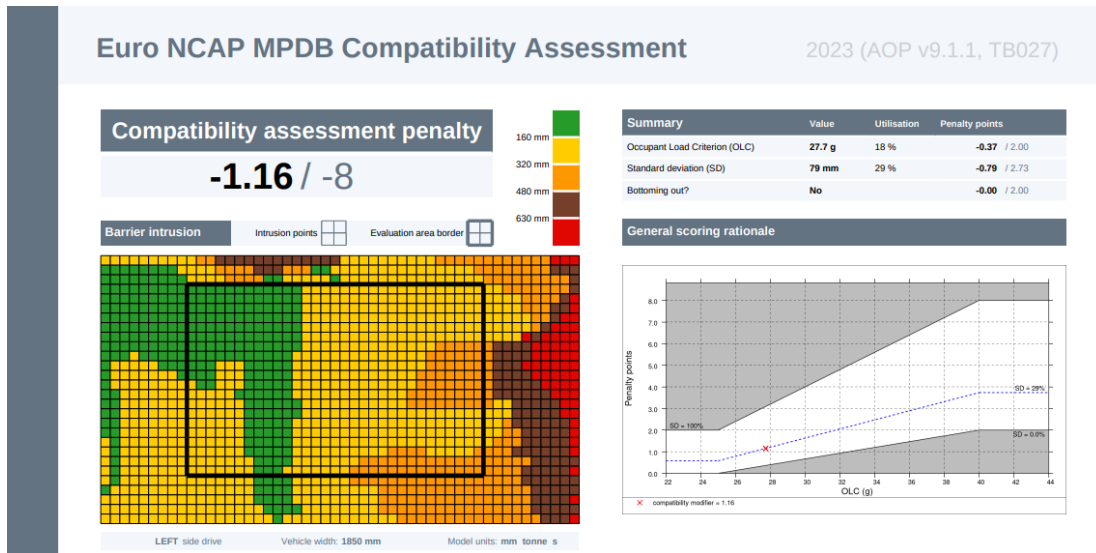 Euro NCAP MPDB Compatibility Assessment
2023 (AOP v9.1.1, TB027)
Compatibility assessment penalty
-1.16 / -8
160 mm
320 mm
480 mm
630 mm
Barrier intrusion
Intrusion points
Evaluation area border
LEFT side drive
Vehicle width: 1850 mm
Model units: mm tonne s
Summary Value Utilisation Penalty points
Occupant Load Criterion (OLC) 27.7 g 18 % -0.37 / 2.00
Standard deviation (SD) 79 mm 29 % -0.79 / 2.73
Bottoming out? No -0.00 / 2.00
General scoring rationale
Penalty points
8.0
7.0
6.0
5.0
4.0
3.0
2.0
1.0
0.0
SD = 100%
SD = 29%
SD = 0.0%
22 24 26 28 30 32 34 36 38 40 42 44
OLC (g)
compatibility modifier = 1.16